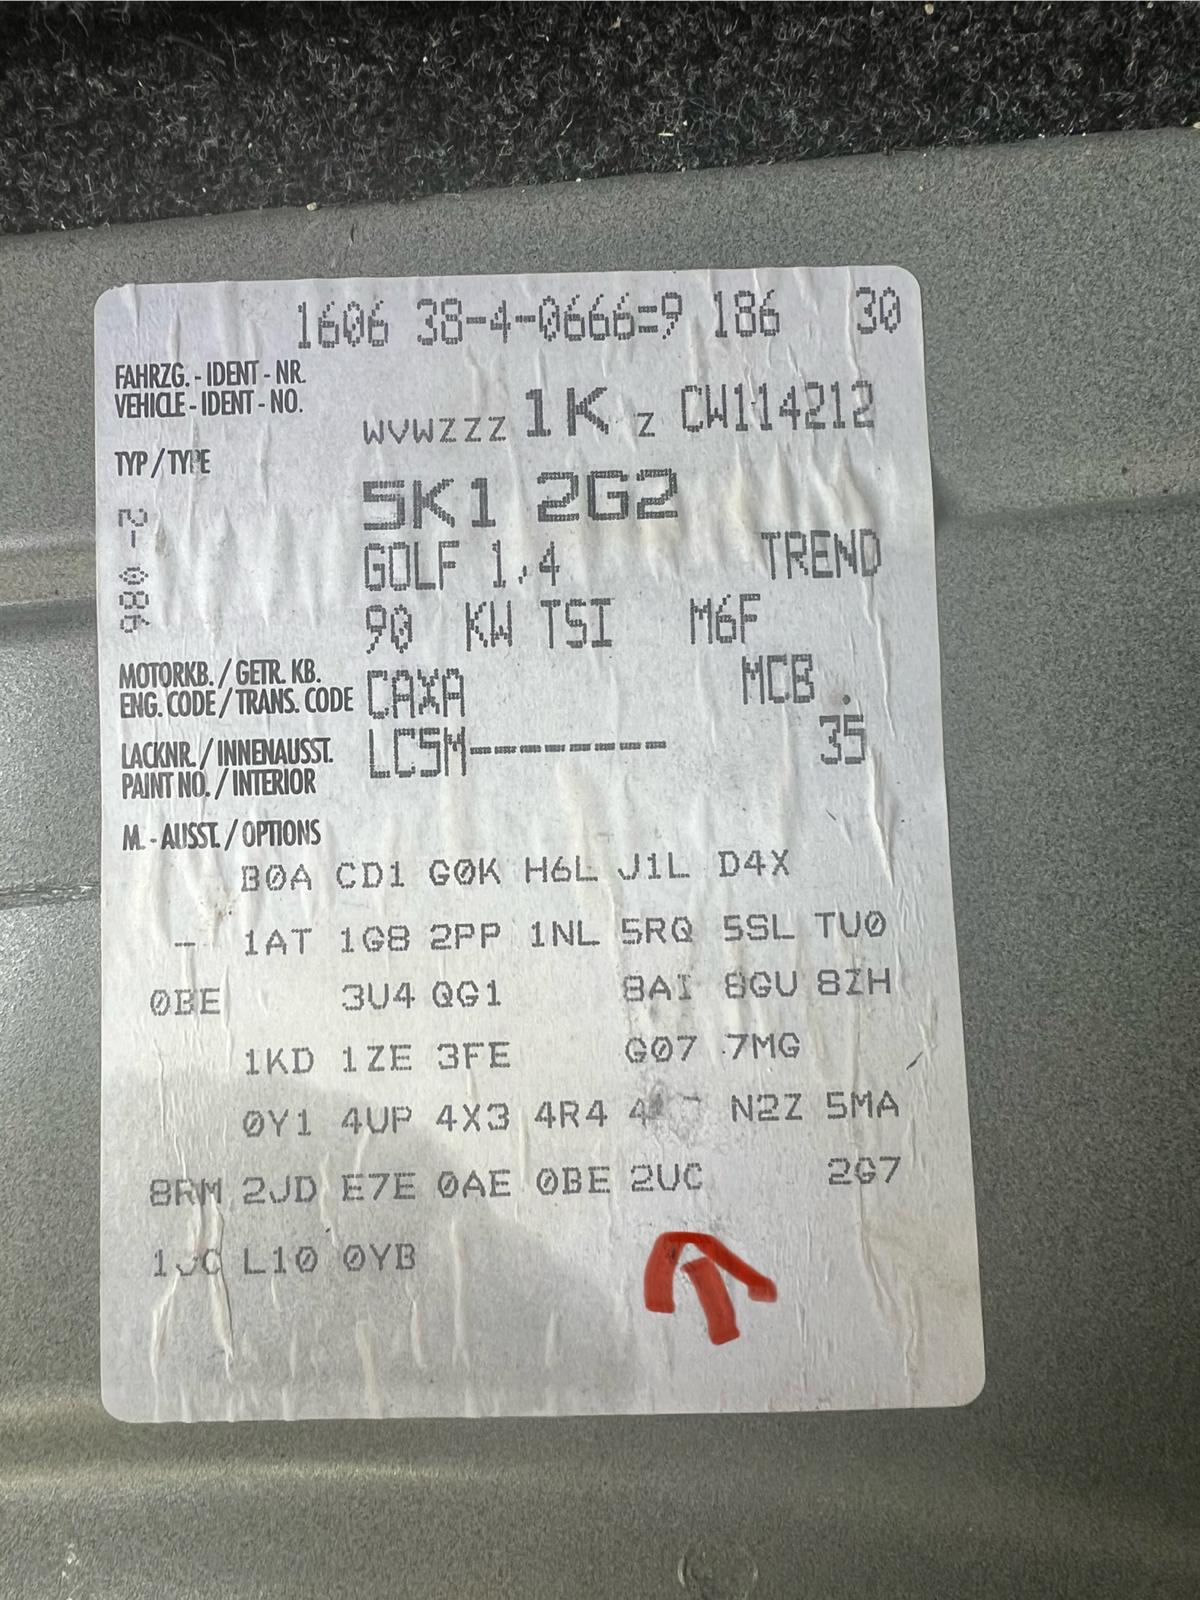 1606 38-4-0666=9 186 30
FAHRZG. - IDENT - NR.
VEHICLE - IDENT - NO.
WVWZZZ 1K Z CW114212
TYP / TYPE
5K1 2G2
GOLF 1,4 TREND
90 KW TSI M6F
MOTORKB. / GETR. KB.
ENG. CODE / TRANS. CODE
CAXA MCB .
LACKNR. / INNENAUSST.
PAINT NO. / INTERIOR
LC5M-------- 35
M. - AUSST. / OPTIONS
B0A CD1 G0K H6L J1L D4X
- 1AT 1G8 2PP 1NL 5RQ 5SL TU0
0BE 3U4 QG1 8AI 8GU 8ZH
1KD 1ZE 3FE G07 7MG
0Y1 4UP 4X3 4R4 N2Z 5MA
8RM 2JD E7E 0AE 0BE 2UC 2G7
L10 0YB